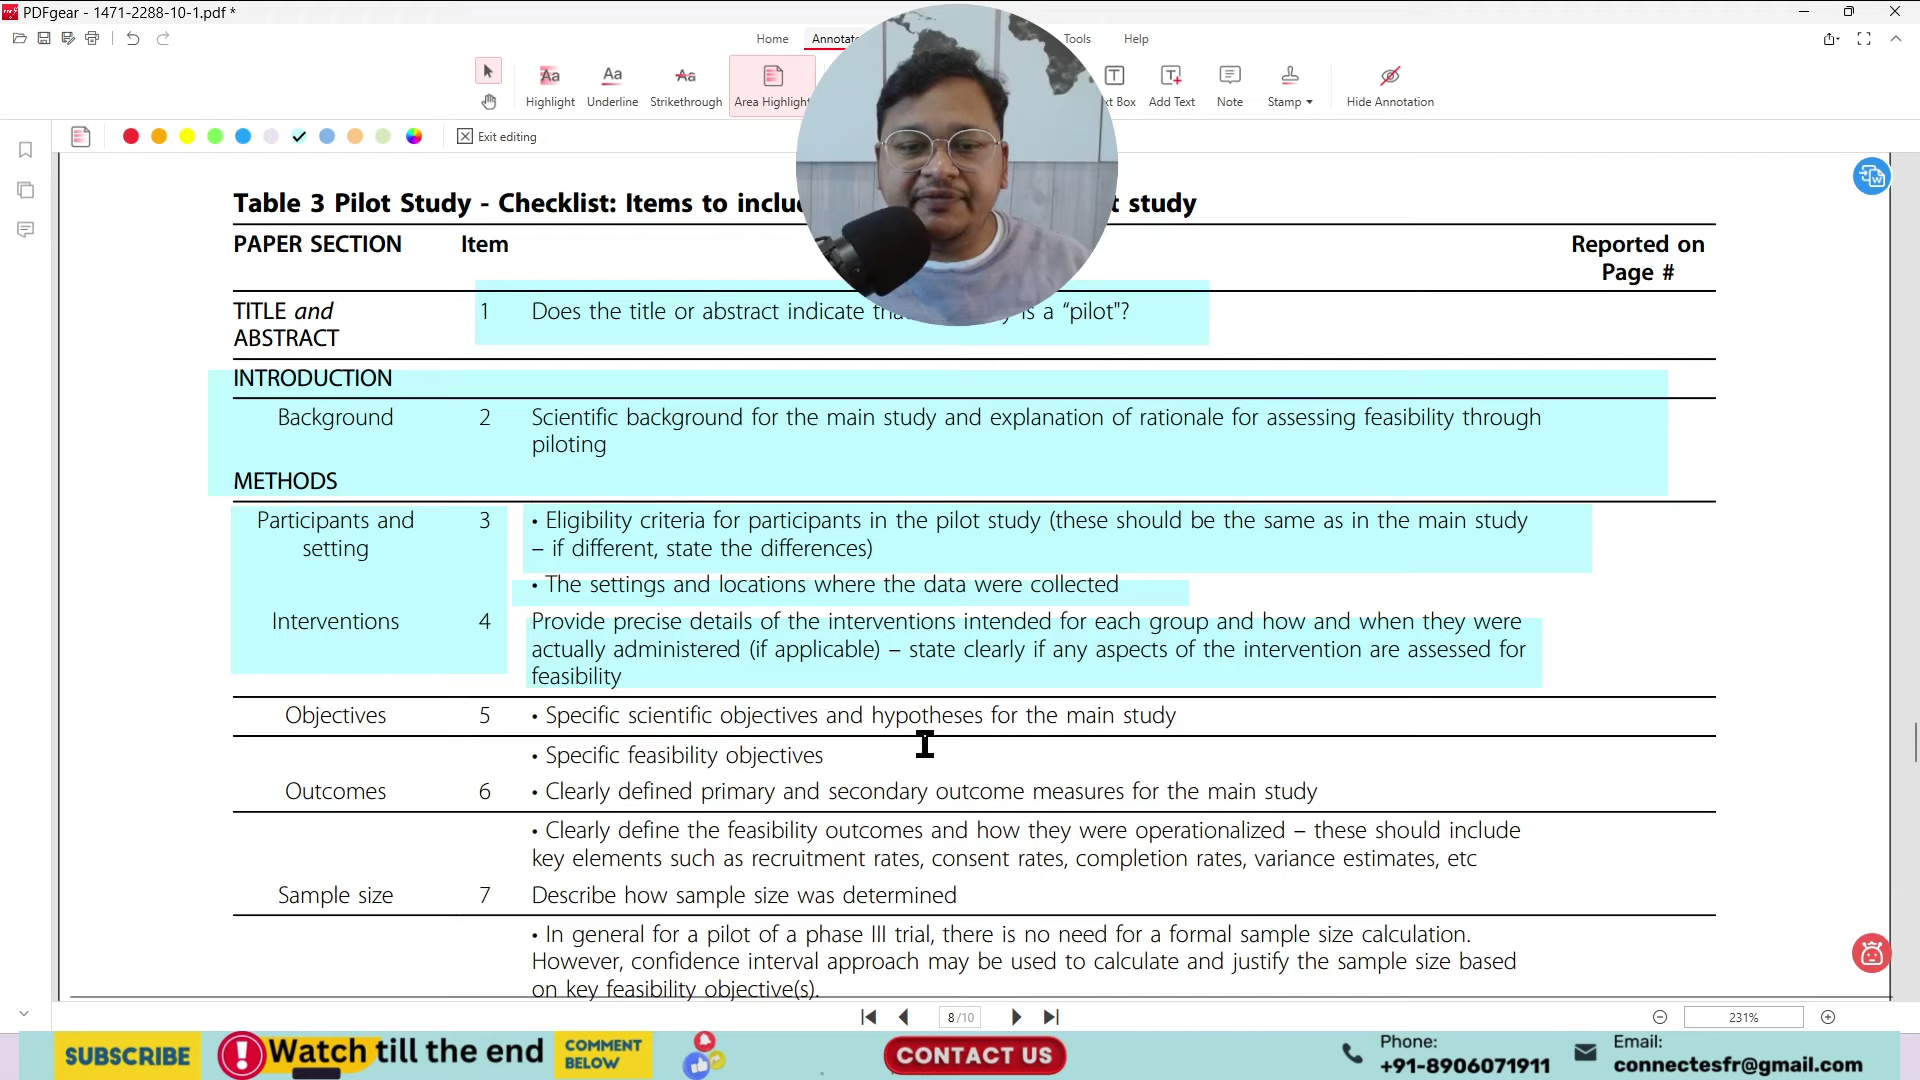 PDFgear - 1471-2288-10-1.pdf *
Home Annotate Tools Help
Highlight Underline Strikethrough Area Highlight Text Box Add Text Note Stamp Hide Annotation
Exit editing
Table 3 Pilot Study - Checklist: Items to inclu t study
PAPER SECTION Item Reported on
Page #
TITLE and 1 Does the title or abstract indicate tha is a “pilot"?
ABSTRACT
INTRODUCTION
Background 2 Scientific background for the main study and explanation of rationale for assessing feasibility through
piloting
METHODS
Participants and 3 • Eligibility criteria for participants in the pilot study (these should be the same as in the main study
setting – if different, state the differences)
• The settings and locations where the data were collected
Interventions 4 Provide precise details of the interventions intended for each group and how and when they were
actually administered (if applicable) – state clearly if any aspects of the intervention are assessed for
feasibility
Objectives 5 • Specific scientific objectives and hypotheses for the main study
• Specific feasibility objectives
Outcomes 6 • Clearly defined primary and secondary outcome measures for the main study
• Clearly define the feasibility outcomes and how they were operationalized – these should include
key elements such as recruitment rates, consent rates, completion rates, variance estimates, etc
Sample size 7 Describe how sample size was determined
• In general for a pilot of a phase III trial, there is no need for a formal sample size calculation.
However, confidence interval approach may be used to calculate and justify the sample size based
on key feasibility objective(s).
8/10 231%
SUBSCRIBE Watch till the end COMMENT BELOW CONTACT US
Phone: +91-8906071911
Email: connectesfr@gmail.com